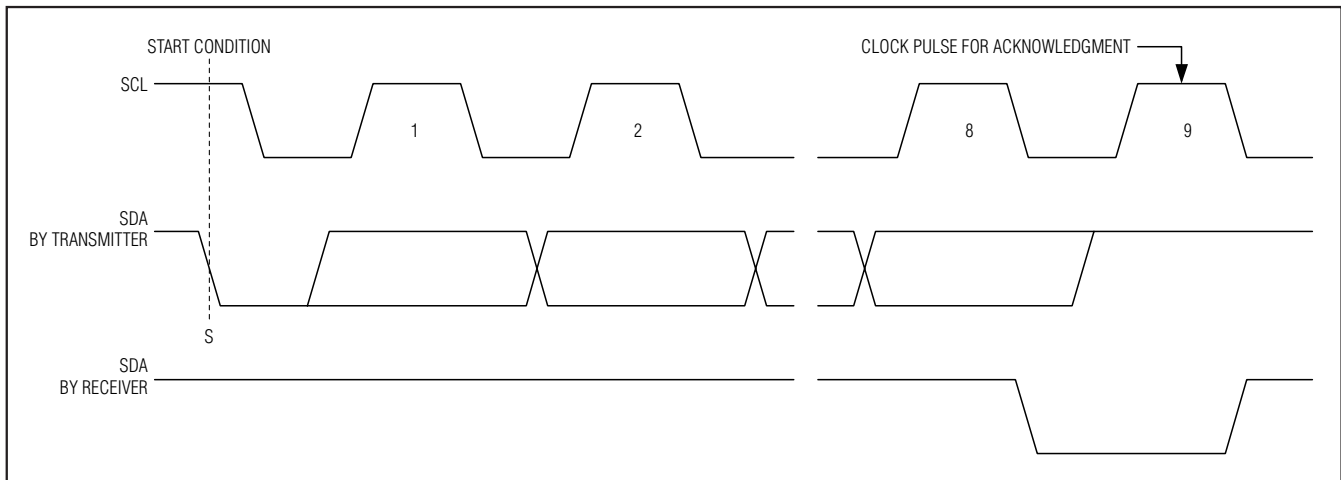 START CONDITION
CLOCK PULSE FOR ACKNOWLEDGMENT
SCL
1
2
8
9
SDA
BY TRANSMITTER
S
SDA
BY RECEIVER